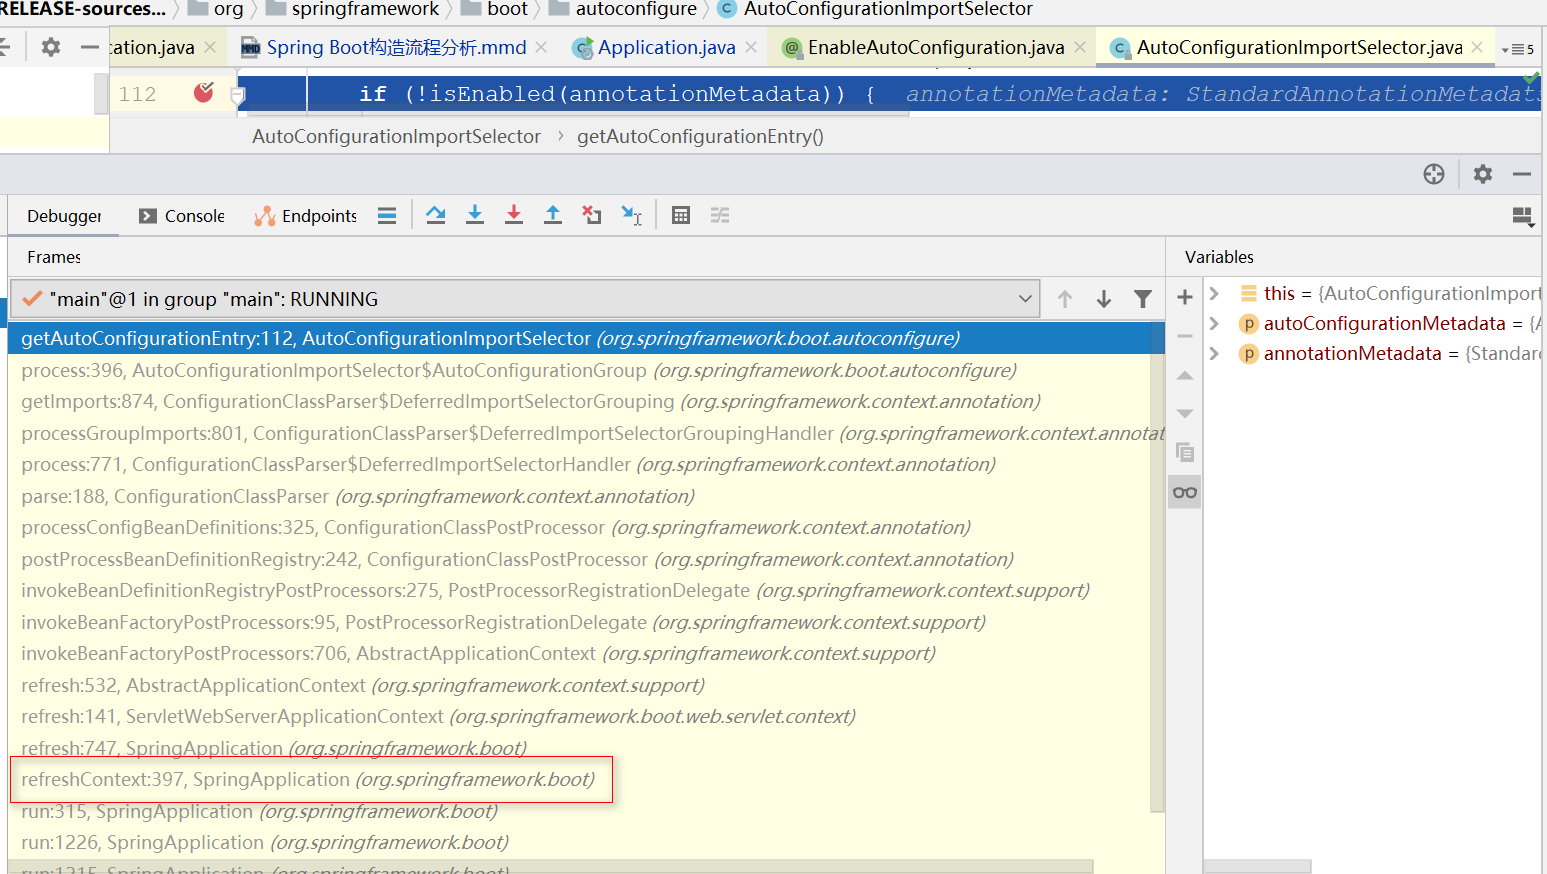 RELEASE-sources... org springframework boot autoconfigure AutoConfigurationImportSelector
cation.java Spring Boot构造流程分析.mmd Application.java EnableAutoConfiguration.java AutoConfigurationImportSelector.java 5
112 if (!isEnabled(annotationMetadata)) { annotationMetadata: StandardAnnotationMetadat
AutoConfigurationImportSelector › getAutoConfigurationEntry()
Debugger Console Endpoints
Frames Variables
"main"@1 in group "main": RUNNING
this = {AutoConfigurationImport
autoConfigurationMetadata = {A
annotationMetadata = {Standard
getAutoConfigurationEntry:112, AutoConfigurationImportSelector (org.springframework.boot.autoconfigure)
process:396, AutoConfigurationImportSelector$AutoConfigurationGroup (org.springframework.boot.autoconfigure)
getImports:874, ConfigurationClassParser$DeferredImportSelectorGrouping (org.springframework.context.annotation)
processGroupImports:801, ConfigurationClassParser$DeferredImportSelectorGroupingHandler (org.springframework.context.annotat
process:771, ConfigurationClassParser$DeferredImportSelectorHandler (org.springframework.context.annotation)
parse:188, ConfigurationClassParser (org.springframework.context.annotation)
processConfigBeanDefinitions:325, ConfigurationClassPostProcessor (org.springframework.context.annotation)
postProcessBeanDefinitionRegistry:242, ConfigurationClassPostProcessor (org.springframework.context.annotation)
invokeBeanDefinitionRegistryPostProcessors:275, PostProcessorRegistrationDelegate (org.springframework.context.support)
invokeBeanFactoryPostProcessors:95, PostProcessorRegistrationDelegate (org.springframework.context.support)
invokeBeanFactoryPostProcessors:706, AbstractApplicationContext (org.springframework.context.support)
refresh:532, AbstractApplicationContext (org.springframework.context.support)
refresh:141, ServletWebServerApplicationContext (org.springframework.boot.web.servlet.context)
refresh:747, SpringApplication (org.springframework.boot)
refreshContext:397, SpringApplication (org.springframework.boot)
run:315, SpringApplication (org.springframework.boot)
run:1226, SpringApplication (org.springframework.boot)
run:1215, SpringApplication (org.springframework.boot)